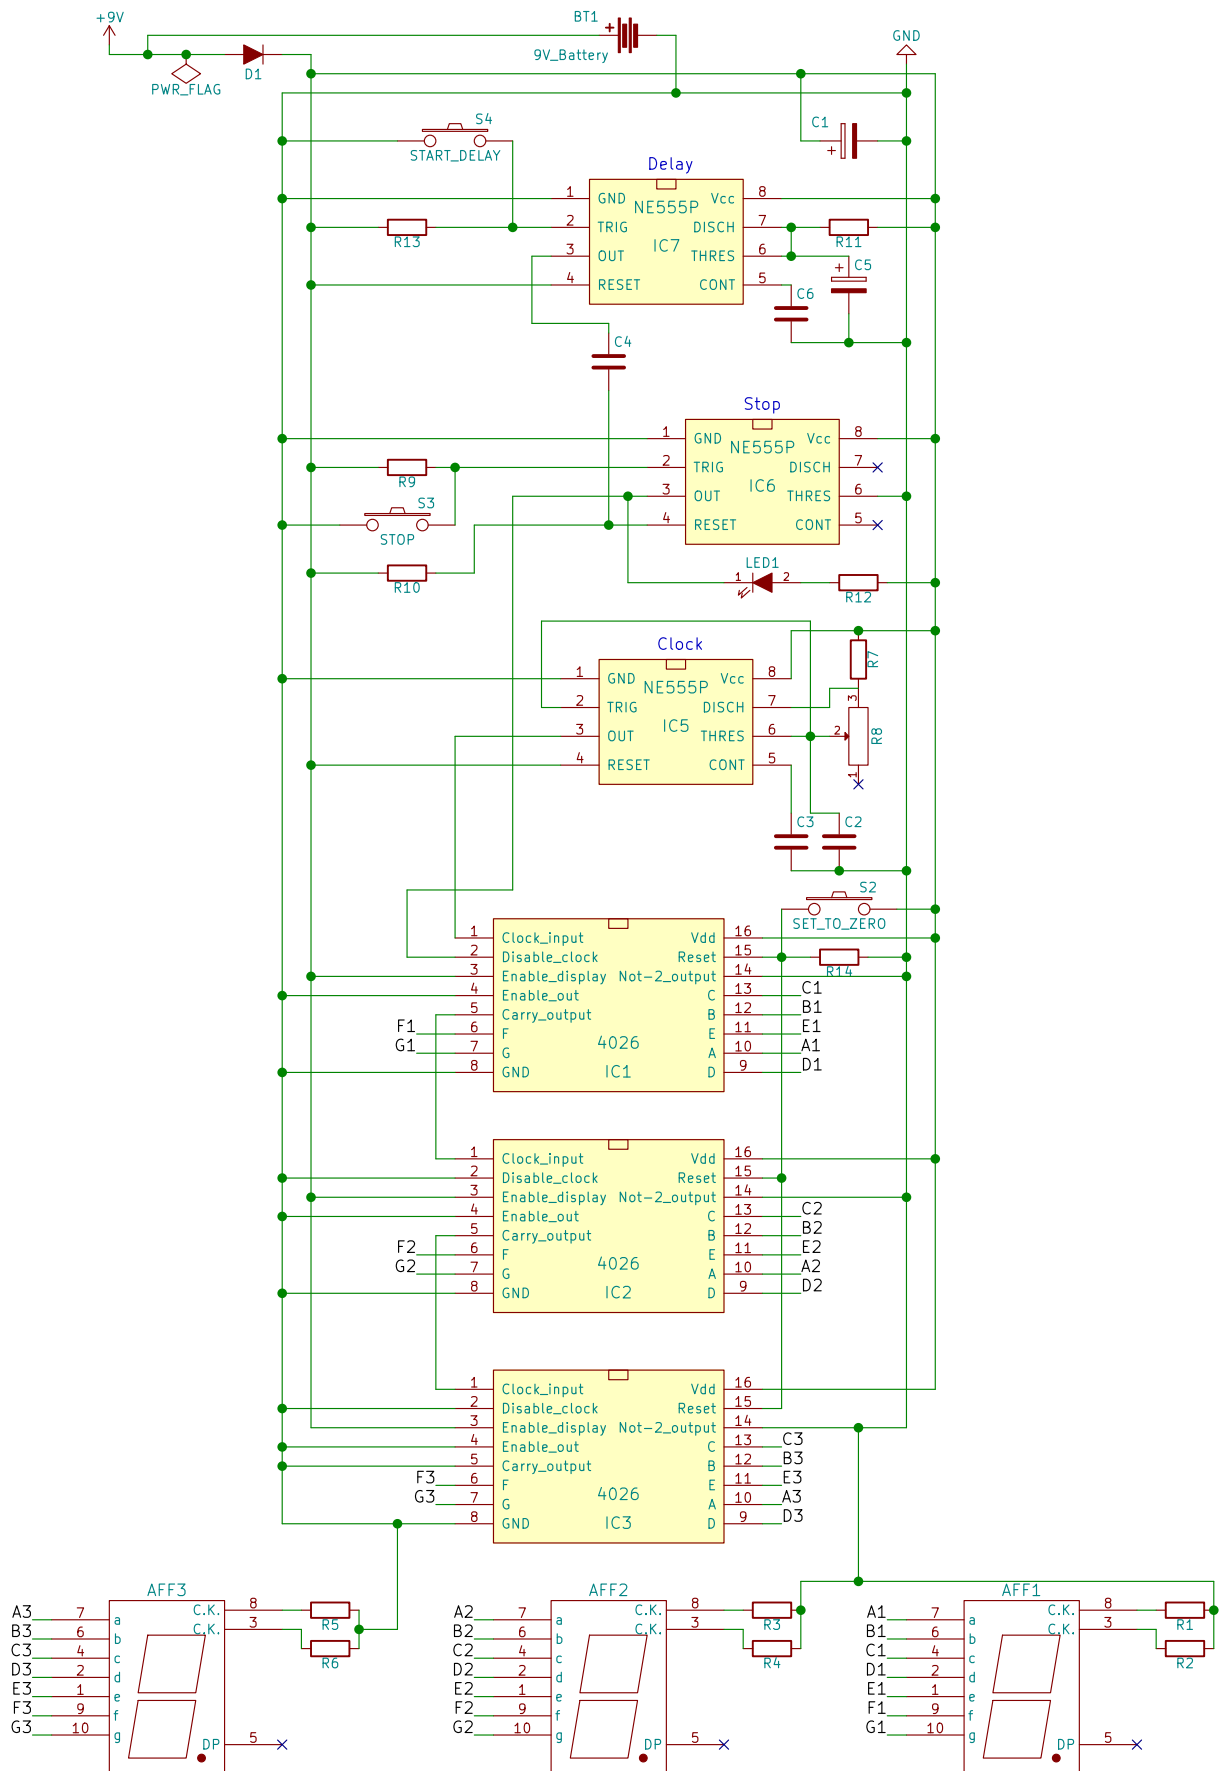 +9V
BT1
+
9V_Battery
GND
D1
PWR_FLAG
C1
+
S4
START_DELAY
Delay
1 GND Vcc 8
NE555P
2 TRIG DISCH 7
R13
R11
IC7
3 OUT THRES 6
+ C5
4 RESET CONT 5
C6
C4
Stop
1 GND Vcc 8
NE555P
2 TRIG DISCH 7
R9
IC6
3 OUT THRES 6
S3
4 RESET CONT 5
STOP
LED1
1 2
R10
R12
Clock
R7
1 GND Vcc 8
NE555P
3
2 TRIG DISCH 7
IC5
3 OUT THRES 6
2
R8
4 RESET CONT 5
1
C3 C2
S2
SET_TO_ZERO
1 Clock_input Vdd 16
2 Disable_clock Reset 15
R14
3 Enable_display Not-2_output 14
4 Enable_out C 13 C1
5 Carry_output B 12 B1
F1 6 F E 11 E1
4026
G1 7 G A 10 A1
IC1
8 GND D 9 D1
1 Clock_input Vdd 16
2 Disable_clock Reset 15
3 Enable_display Not-2_output 14
4 Enable_out C 13 C2
5 Carry_output B 12 B2
F2 6 F E 11 E2
4026
G2 7 G A 10 A2
IC2
8 GND D 9 D2
1 Clock_input Vdd 16
2 Disable_clock Reset 15
3 Enable_display Not-2_output 14
4 Enable_out C 13 C3
5 Carry_output B 12 B3
F3 6 F E 11 E3
4026
G3 7 G A 10 A3
IC3
8 GND D 9 D3
AFF3
A3 7 a C.K. 8
R5
B3 6 b C.K. 3
R6
C3 4 c
D3 2 d
E3 1 e
F3 9 f
G3 10 g
DP 5
AFF2
A2 7 a C.K. 8
R3
B2 6 b C.K. 3
R4
C2 4 c
D2 2 d
E2 1 e
F2 9 f
G2 10 g
DP 5
AFF1
A1 7 a C.K. 8
R1
B1 6 b C.K. 3
R2
C1 4 c
D1 2 d
E1 1 e
F1 9 f
G1 10 g
DP 5